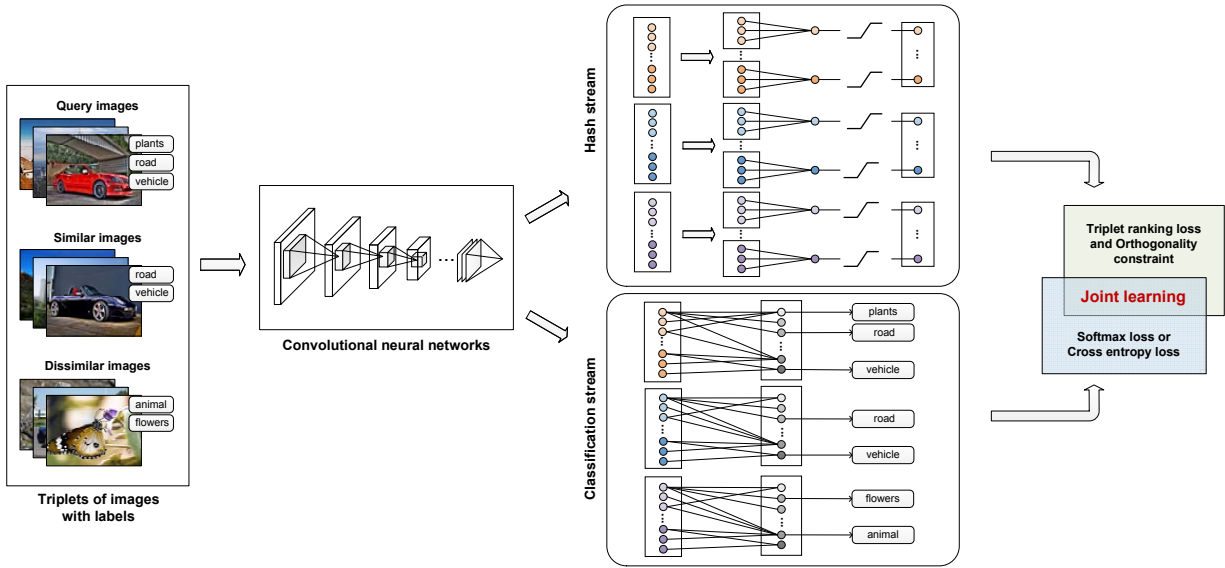 Query images
plants
road
vehicle
Similar images
road
vehicle
Dissimilar images
animal
flowers
Triplets of images
with labels
Convolutional neural networks
Hash stream
Classification stream
plants
road
vehicle
road
vehicle
flowers
animal
Triplet ranking loss
and Orthogonality
constraint
Joint learning
Softmax loss or
Cross entropy loss